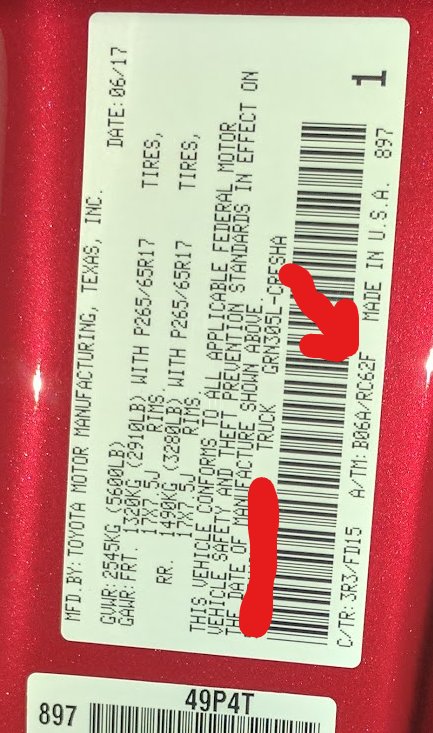 MFD.BY: TOYOTA MOTOR MANUFACTURING, TEXAS, INC. DATE: 06/17
GVWR: 2545KG (5600LB)
GAWR: FRT. 1320KG (2910LB) WITH P265/65R17 TIRES,
17X7.5J RIMS,
RR. 1490KG (3280LB) WITH P265/65R17 TIRES,
17X7.5J RIMS.
THIS VEHICLE CONFORMS TO ALL APPLICABLE FEDERAL MOTOR
VEHICLE SAFETY AND THEFT PREVENTION STANDARDS IN EFFECT ON
THE DATE OF MANUFACTURE SHOWN ABOVE.
TRUCK GRN305L-CRFSHA
1
C/TR: 3R3/FD15 A/TM: B06A/RC62F MADE IN U.S.A. 897
49P4T
897